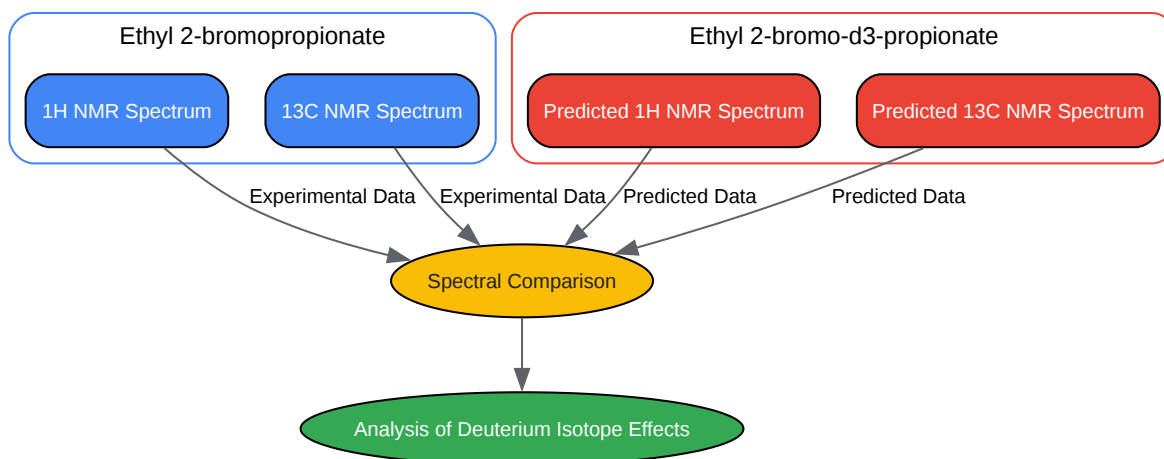 Ethyl 2-bromopropionate
Ethyl 2-bromo-d3-propionate
1H NMR Spectrum
13C NMR Spectrum
Predicted 1H NMR Spectrum
Predicted 13C NMR Spectrum
Experimental Data
Experimental Data
Predicted Data
Predicted Data
Spectral Comparison
Analysis of Deuterium Isotope Effects